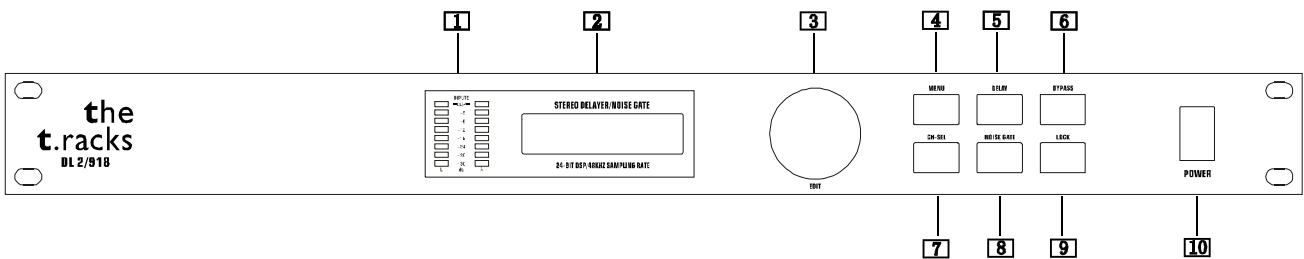 1
2
3
4
5
6
the
t.racks
DL 2/918
INPUTS
STEREO DELAYER/NOISE GATE
24-BIT DSP/48KHZ SAMPLING RATE
L
EDIT
MENU
DELAY
BYPASS
CH-SEL
NOISE GATE
LOCK
POWER
7
8
9
10